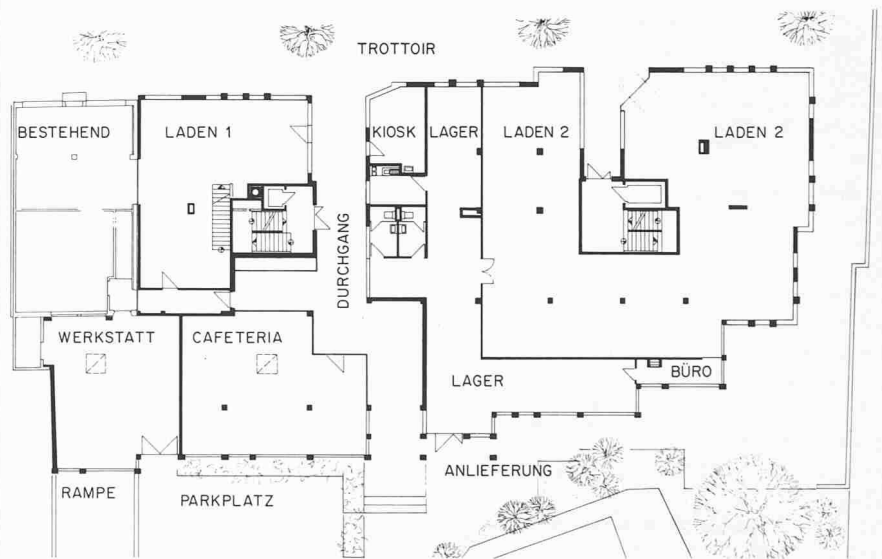 TROTTOIR
BESTEHEND
LADEN 1
KIOSK
LAGER
LADEN 2
LADEN 2
DURCHGANG
WERKSTATT
CAFETERIA
LAGER
BÜRO
RAMPE
PARKPLATZ
ANLIEFERUNG